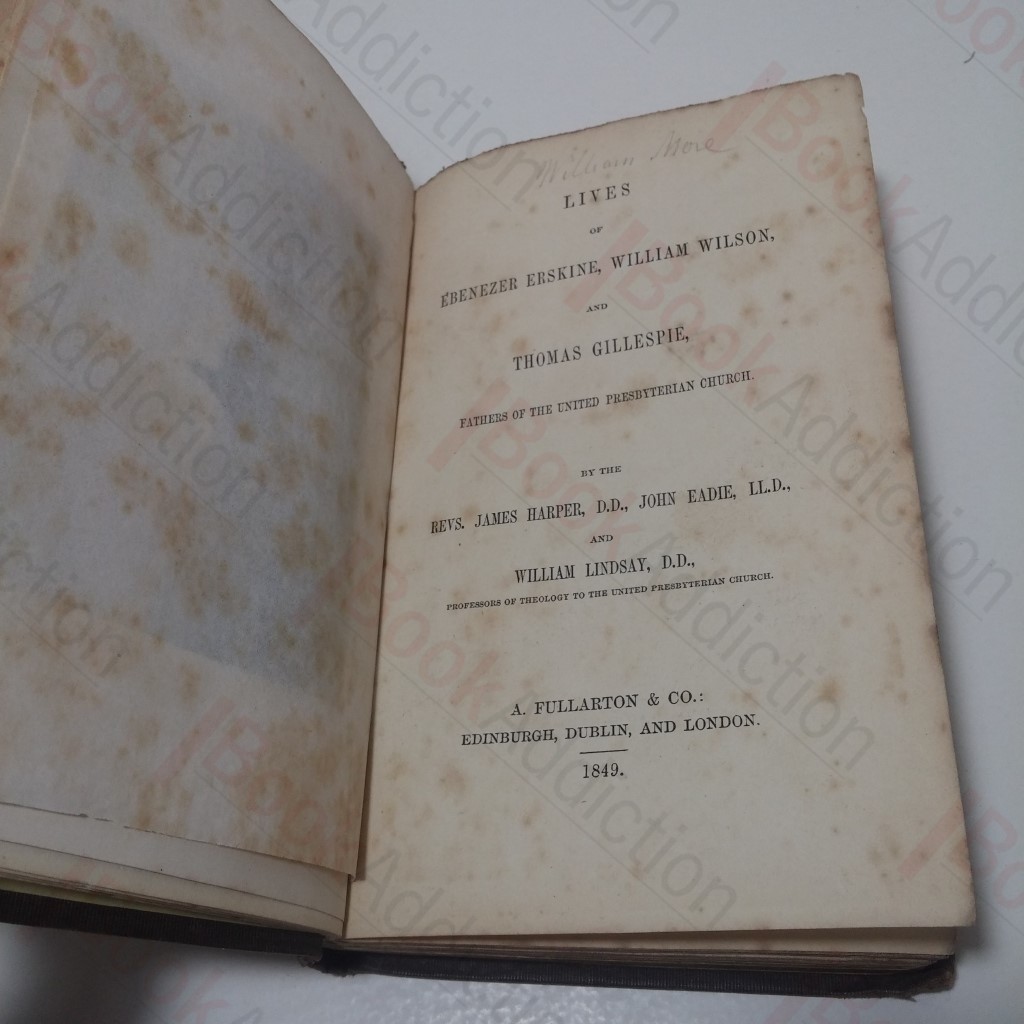 William More
LIVES
OF
EBENEZER ERSKINE, WILLIAM WILSON,
AND
THOMAS GILLESPIE,
FATHERS OF THE UNITED PRESBYTERIAN CHURCH.
BY THE
REVS. JAMES HARPER, D.D., JOHN EADIE, LL.D.,
AND
WILLIAM LINDSAY, D.D.,
PROFESSORS OF THEOLOGY TO THE UNITED PRESBYTERIAN CHURCH.
A. FULLARTON & CO.:
EDINBURGH, DUBLIN, AND LONDON.
1849.
BookAddiction